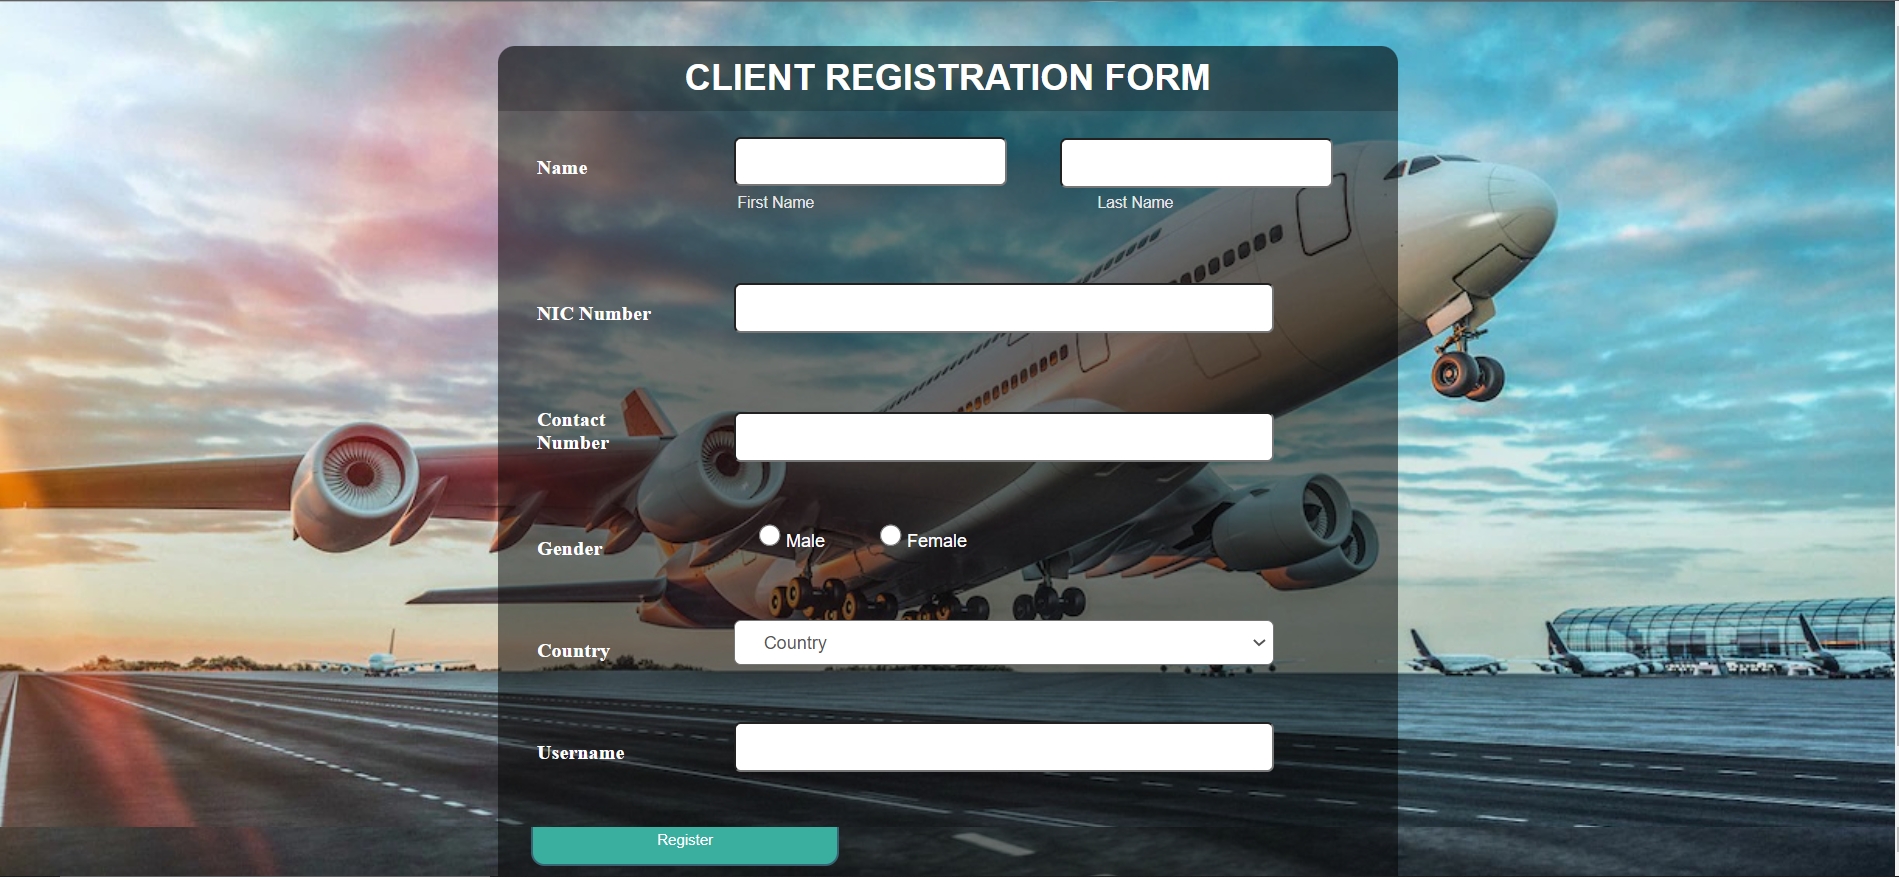 CLIENT REGISTRATION FORM
Name
First Name
Last Name
NIC Number
Contact
Number
Gender
Male
Female
Country
Country
Username
Register